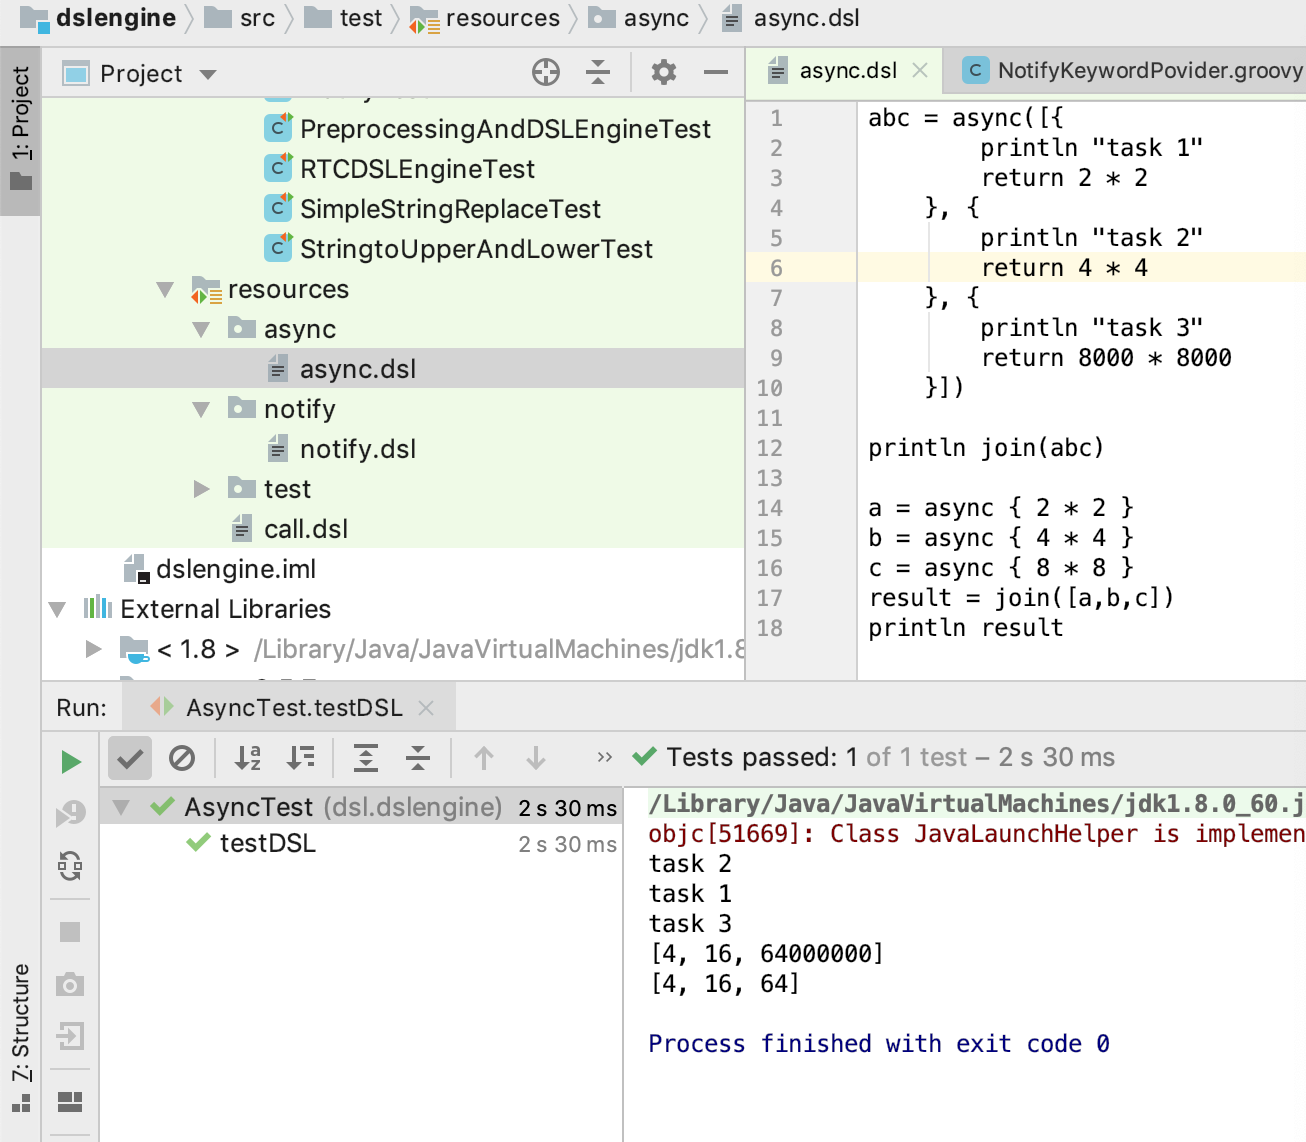 dslengine src test resources async async.dsl
1: Project
Project
PreprocessingAndDSLEngineTest
RTCDSLEngineTest
SimpleStringReplaceTest
StringtoUpperAndLowerTest
resources
async
async.dsl
notify
notify.dsl
test
call.dsl
dslengine.iml
External Libraries
< 1.8 > /Library/Java/JavaVirtualMachines/jdk1.8
async.dsl NotifyKeywordPovider.groovy
1 abc = async([{
2 println "task 1"
3 return 2 * 2
4 }, {
5 println "task 2"
6 return 4 * 4
7 }, {
8 println "task 3"
9 return 8000 * 8000
10 }])
11
12 println join(abc)
13
14 a = async { 2 * 2 }
15 b = async { 4 * 4 }
16 c = async { 8 * 8 }
17 result = join([a,b,c])
18 println result
Run: AsyncTest.testDSL
Tests passed: 1 of 1 test – 2 s 30 ms
AsyncTest (dsl.dslengine) 2 s 30 ms
testDSL 2 s 30 ms
/Library/Java/JavaVirtualMachines/jdk1.8.0_60.j
objc[51669]: Class JavaLaunchHelper is implemen
task 2
task 1
task 3
[4, 16, 64000000]
[4, 16, 64]
Process finished with exit code 0
7: Structure